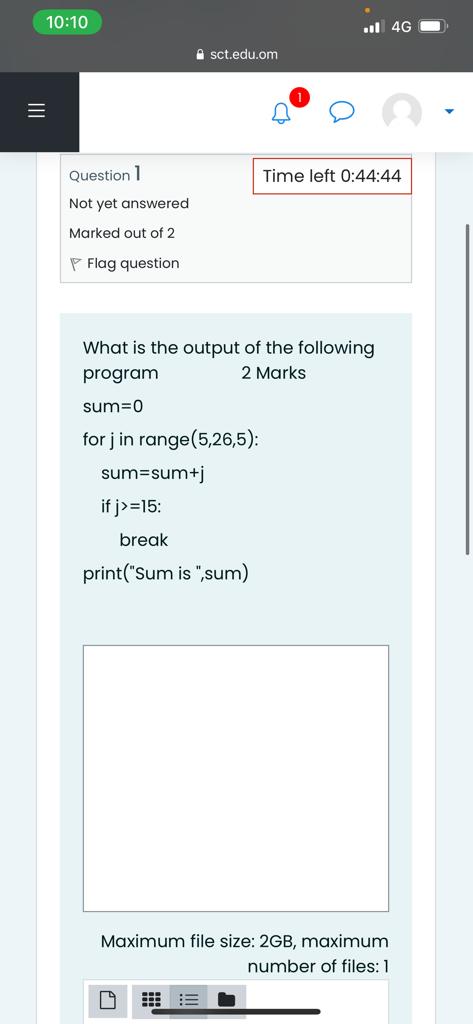 10:10
4G
sct.edu.om
1
Question 1
Time left 0:44:44
Not yet answered
Marked out of 2
Flag question
What is the output of the following
program 2 Marks
sum=0
for j in range(5,26,5):
sum=sum+j
if j>=15:
break
print("Sum is ",sum)
Maximum file size: 2GB, maximum
number of files: 1